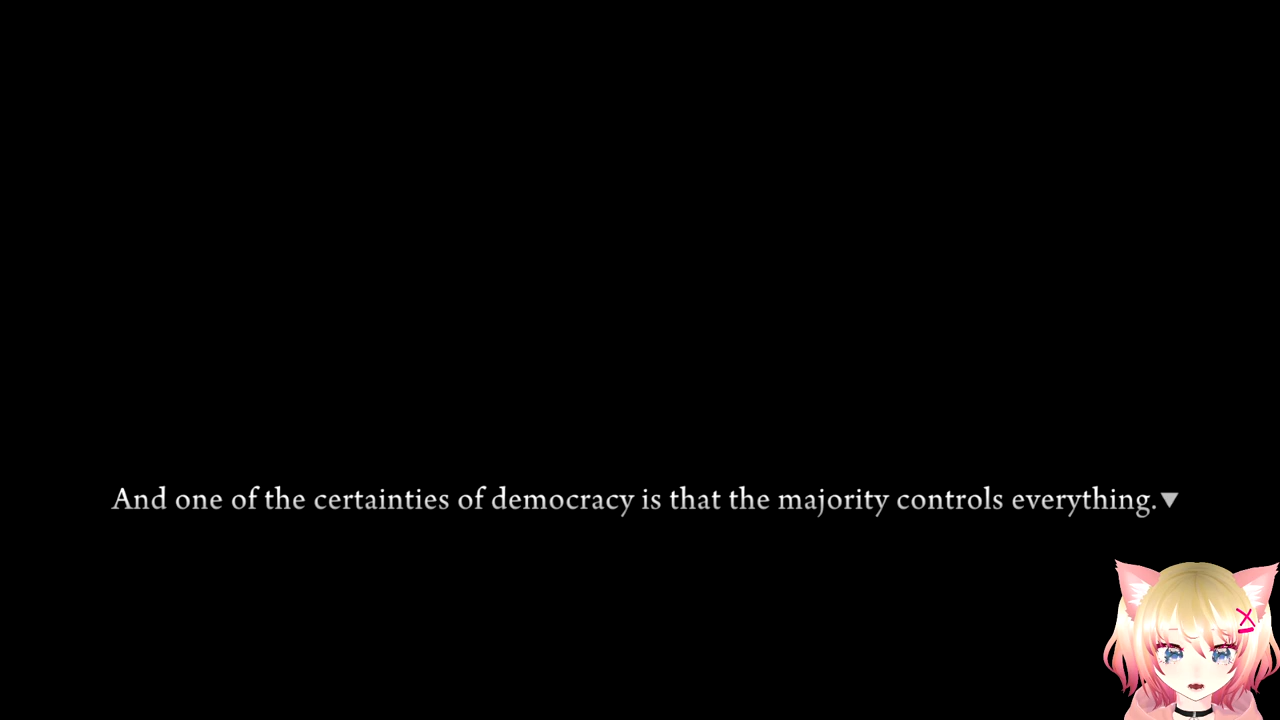 And one of the certainties of democracy is that the majority controls everything.